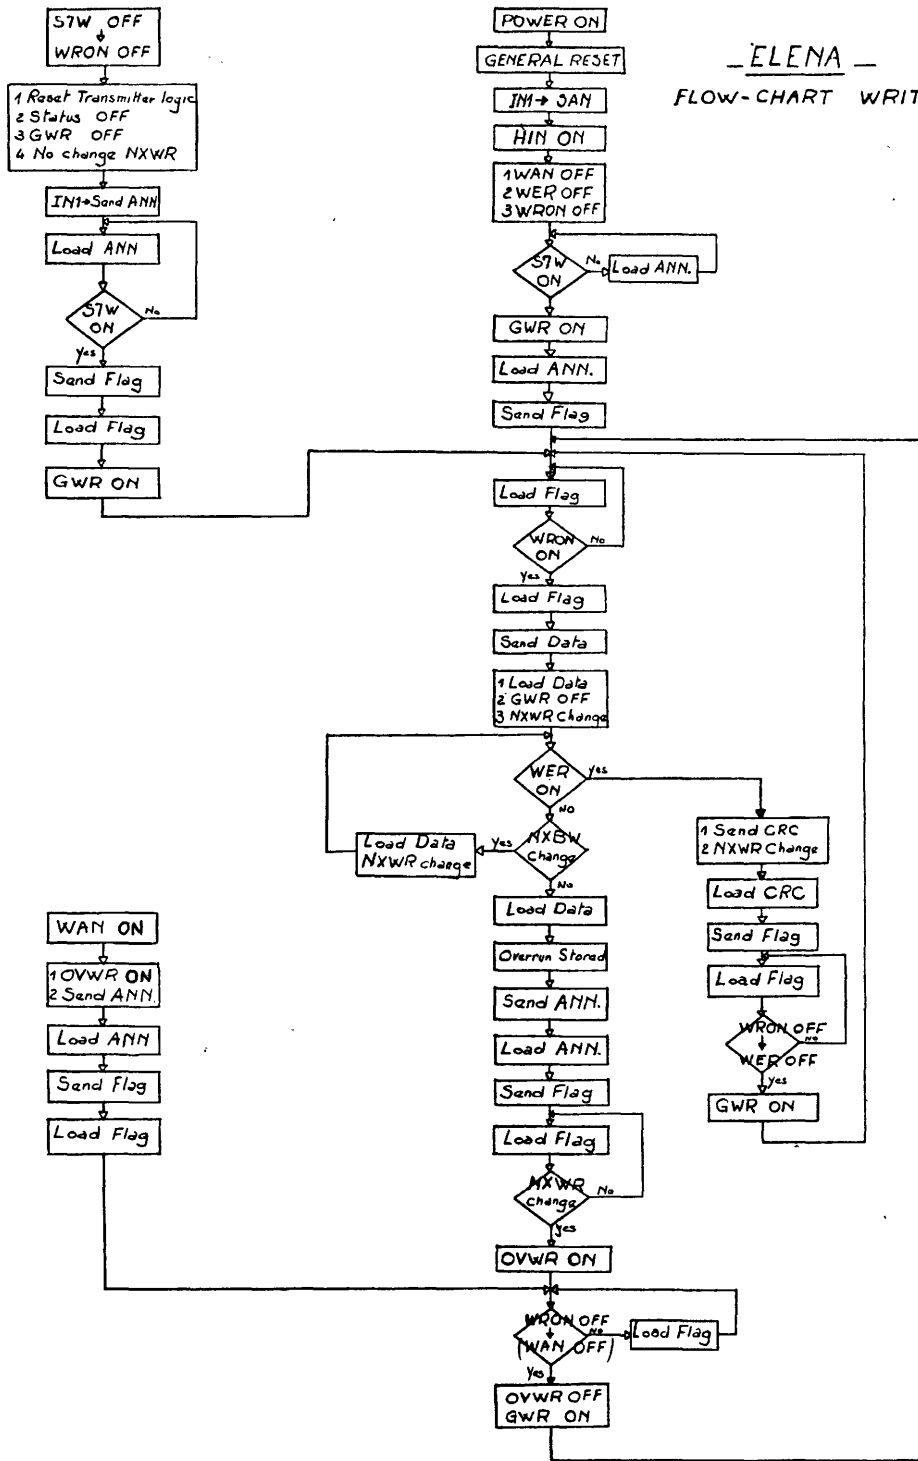 _ ELENA _
FLOW-CHART WRIT
S7W OFF
WRON OFF
1 Reset Transmitter logic
2 Status OFF
3 GWR OFF
4 No change NXWR
IN1→Send ANN
Load ANN
S7W
ON
No
Yes
Send Flag
Load Flag
GWR ON
POWER ON
GENERAL RESET
IN1→ SAN
HIN ON
1 WAN OFF
2 WER OFF
3 WRON OFF
S7W
ON
No
Load ANN.
GWR ON
Load ANN.
Send Flag
Load Flag
WRON
ON
No
Yes
Load Flag
Send Data
1 Load Data
2 GWR OFF
3 NXWR Change
WER
ON
Yes
NO
NXBW
Change
Yes
Load Data
NXWR change
No
Load Data
Overrun Stored
Send ANN.
Load ANN.
Send Flag
Load Flag
NXWR
Change
No
Yes
OVWR ON
WRON OFF
(WAN OFF)
No
Load Flag
Yes
OVWR OFF
GWR ON
1 Send CRC
2 NXWR Change
Load CRC
Send Flag
Load Flag
WRON OFF
WER OFF
No
Yes
GWR ON
WAN ON
1 OVWR ON
2 Send ANN.
Load ANN
Send Flag
Load Flag